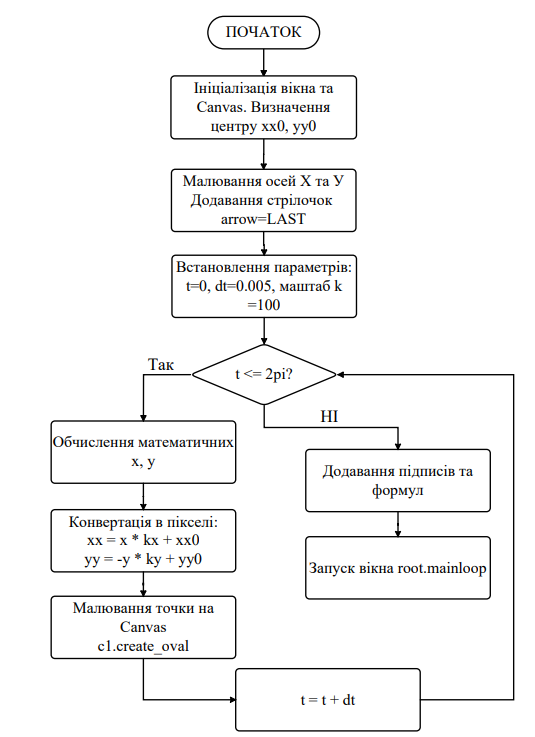 ПОЧАТОК
Ініціалізація вікна та
Canvas. Визначення
центру xx0, yy0
Малювання осей X та У
Додавання стрілочок
arrow=LAST
Встановлення параметрів:
t=0, dt=0.005, маштаб k
=100
t <= 2pi?
Так
НІ
Обчислення математичних
x, y
Конвертація в пікселі:
xx = x * kx + xx0
yy = -y * ky + yy0
Малювання точки на
Canvas
c1.create_oval
t = t + dt
Додавання підписів та
формул
Запуск вікна root.mainloop